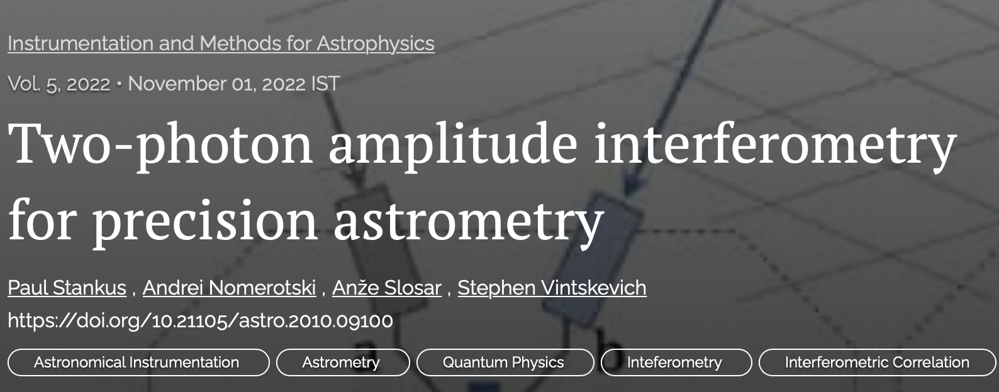 Instrumentation and Methods for Astrophysics
Vol. 5, 2022 • November 01, 2022 IST
Two-photon amplitude interferometry
for precision astrometry
Paul Stankus , Andrei Nomerotski , Anže Slosar , Stephen Vintskevich
https://doi.org/10.21105/astro.2010.09100
a b
Astronomical Instrumentation Astrometry Quantum Physics Inteferometry Interferometric Correlation